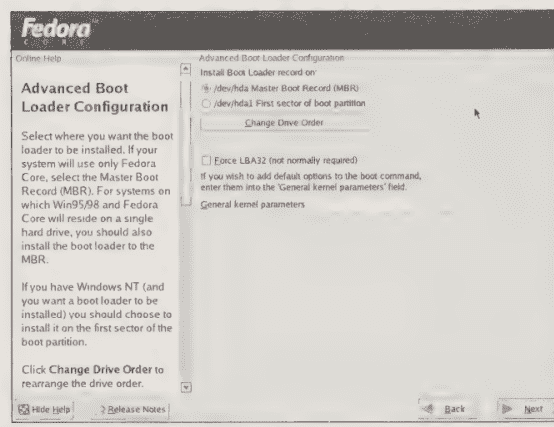 Fedora
CORE
Online Help
Advanced Boot
Loader Configuration
Select where you want the boot
loader to be installed. If your
system will use only Fedora
Core, select the Master Boot
Record (MBR). For systems on
which Win95/98 and Fedora
Core will reside on a single
hard drive, you should also
install the boot loader to the
MBR.
If you have Windows NT (and
you want a boot loader to be
installed) you should choose to
install it on the first sector of the
boot partition.
Click Change Drive Order to
rearrange the drive order.
Hide Help
Release Notes
Advanced Boot Loader Configuration
Install Boot Loader record on:
/dev/hda Master Boot Record (MBR)
/dev/hda1 First sector of boot partition
Change Drive Order
Force LBA32 (not normally required)
If you wish to add default options to the boot command,
enter them into the 'General kernel parameters' field.
General kernel parameters
Back
Next